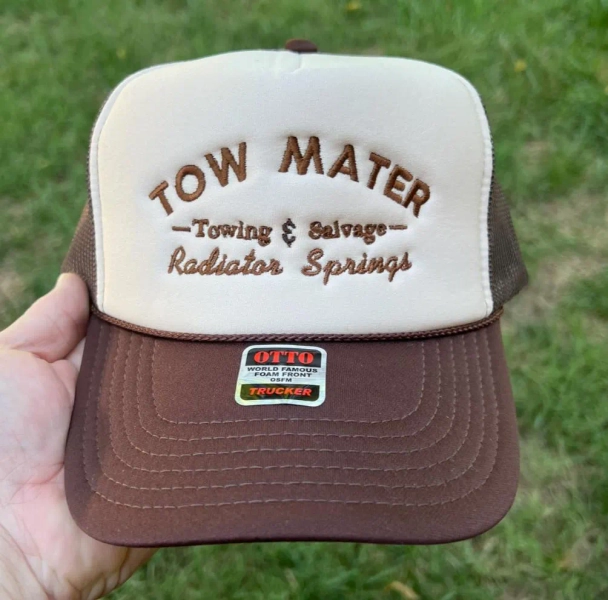 TOW MATER
-Towing & Salvage-
Radiator Springs
OTTO
WORLD FAMOUS
FOAM FRONT
OSFM
TRUCKER